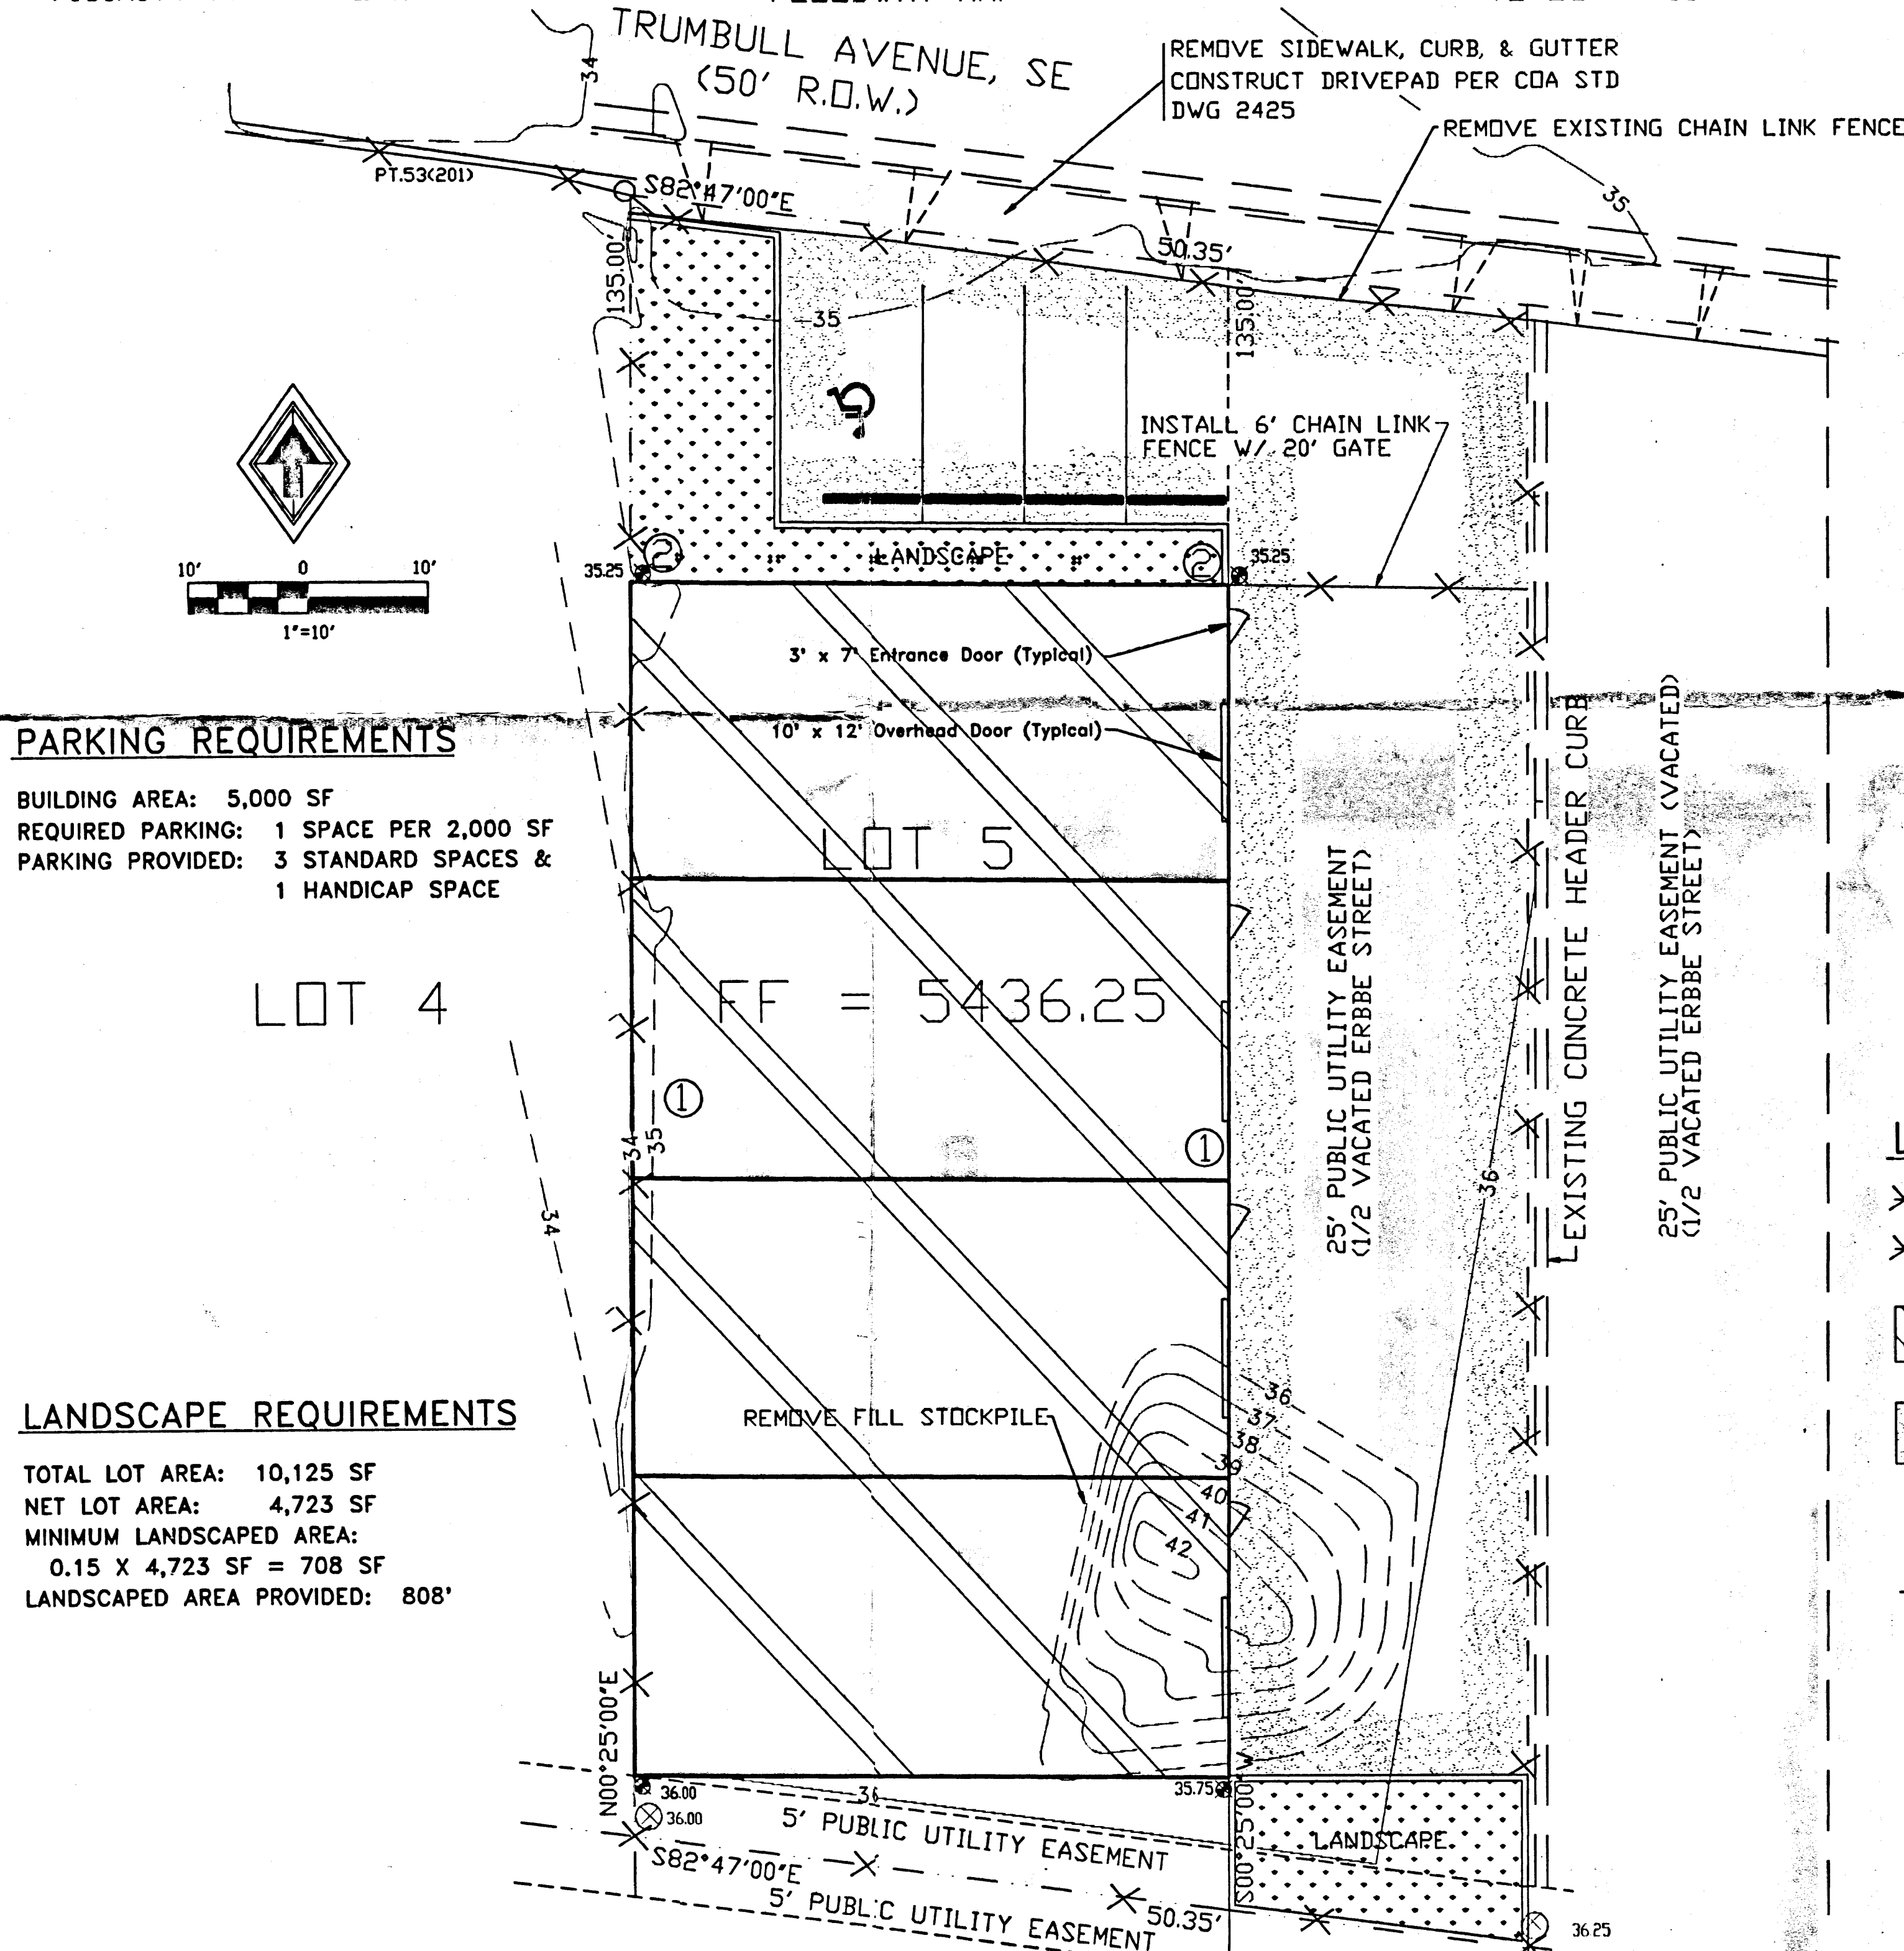 TRUMBULL AVENUE, SE
(50' R.O.W.)
REMOVE SIDEWALK, CURB, & GUTTER
CONSTRUCT DRIVEPAD PER COA STD
DWG 2425
REMOVE EXISTING CHAIN LINK FENCE
34
PT.53(201)
S82°47'00"E
35
50.35'
135.00'
135.00'
35
INSTALL 6' CHAIN LINK
FENCE W/ 20' GATE
10' 0 10'
1"=10'
2
LANDSCAPE
2
35.25
35.25
3' x 7' Entrance Door (Typical)
10' x 12' Overhead Door (Typical)
PARKING REQUIREMENTS
BUILDING AREA: 5,000 SF
REQUIRED PARKING: 1 SPACE PER 2,000 SF
PARKING PROVIDED: 3 STANDARD SPACES &
1 HANDICAP SPACE
LOT 5
LOT 4
FF = 5436.25
1
1
34
35
34
25' PUBLIC UTILITY EASEMENT
(1/2 VACATED ERBBE STREET)
36
EXISTING CONCRETE HEADER CURB
25' PUBLIC UTILITY EASEMENT (VACATED)
(1/2 VACATED ERBBE STREET)
REMOVE FILL STOCKPILE
36
37
38
39
40
41
42
LANDSCAPE REQUIREMENTS
TOTAL LOT AREA: 10,125 SF
NET LOT AREA: 4,723 SF
MINIMUM LANDSCAPED AREA:
0.15 X 4,723 SF = 708 SF
LANDSCAPED AREA PROVIDED: 808'
N00°25'00"E
36.00
36.00
36
35.75
S00°25'00"W
5' PUBLIC UTILITY EASEMENT
LANDSCAPE
S82°47'00"E
50.35'
5' PUBLIC UTILITY EASEMENT
36.25